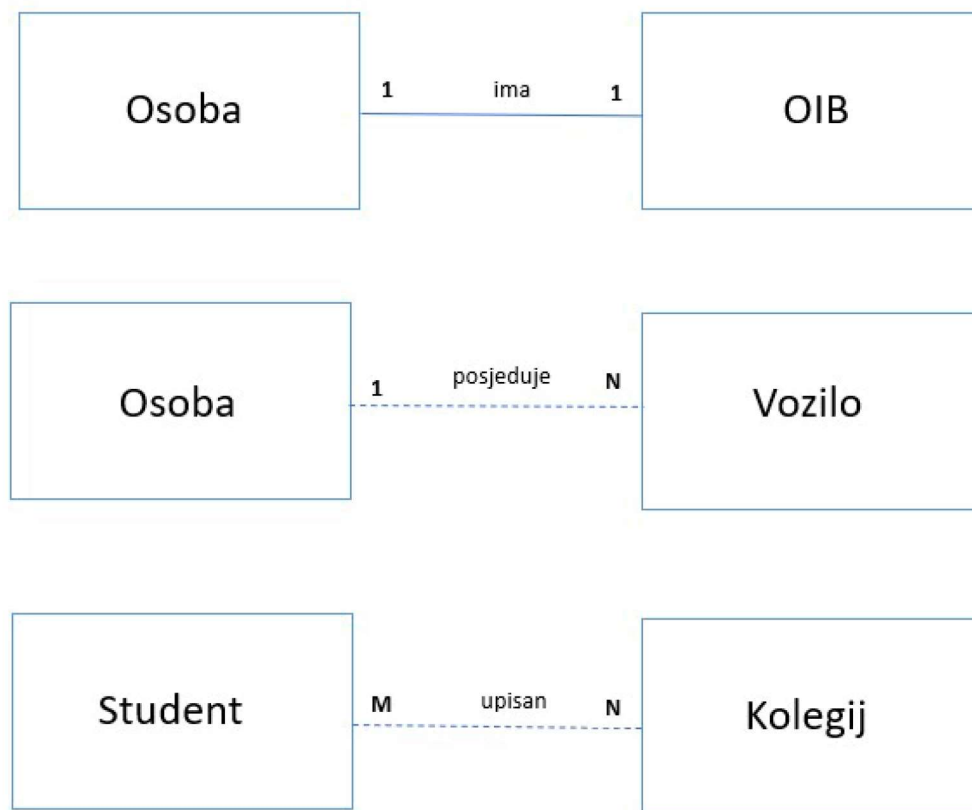 Osoba 1 ima 1 OIB
Osoba 1 posjeduje N Vozilo
Student M upisan N Kolegij